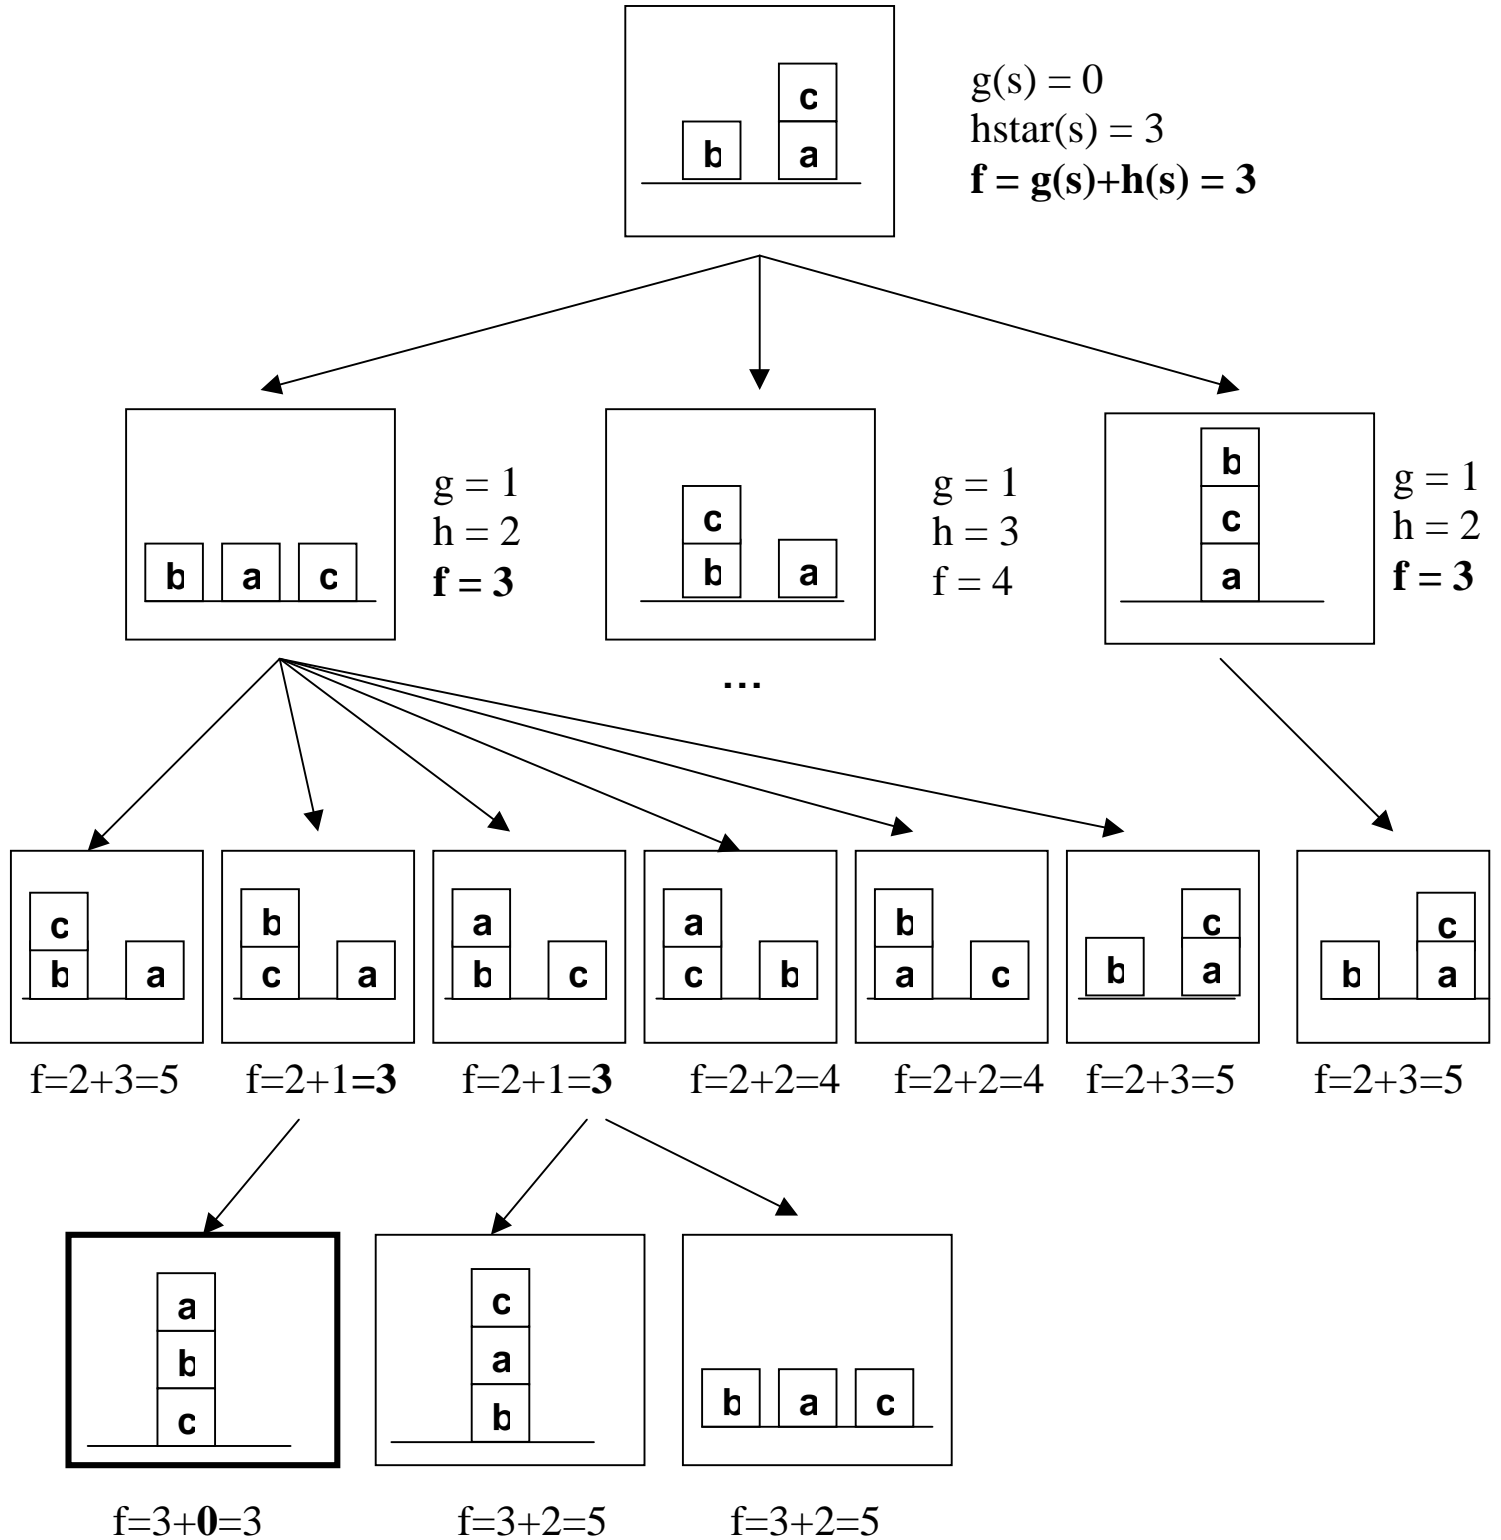 c
b a
g(s) = 0
hstar(s) = 3
f = g(s)+h(s) = 3
b a c
g = 1
h = 2
f = 3
c
b a
g = 1
h = 3
f = 4
b
c
a
g = 1
h = 2
f = 3
...
c
b a
b
c a
a
b c
a
c b
b
a c
c
b a
c
b a
f=2+3=5
f=2+1=3
f=2+1=3
f=2+2=4
f=2+2=4
f=2+3=5
f=2+3=5
a
b
c
c
a
b
b a c
f=3+0=3
f=3+2=5
f=3+2=5